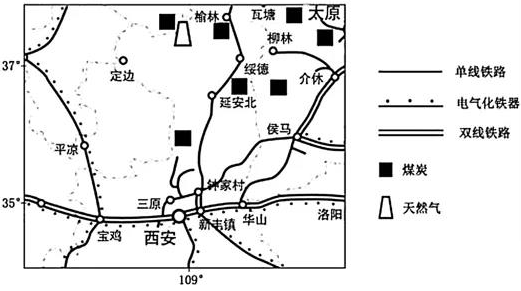 榆林
瓦塘
太原
柳林
37°
定边
绥德
介休
延安北
侯马
平凉
钟家村
35°
三原
宝鸡
西安
新丰镇
华山
洛阳
109°
单线铁路
电气化铁器
双线铁路
煤炭
天然气